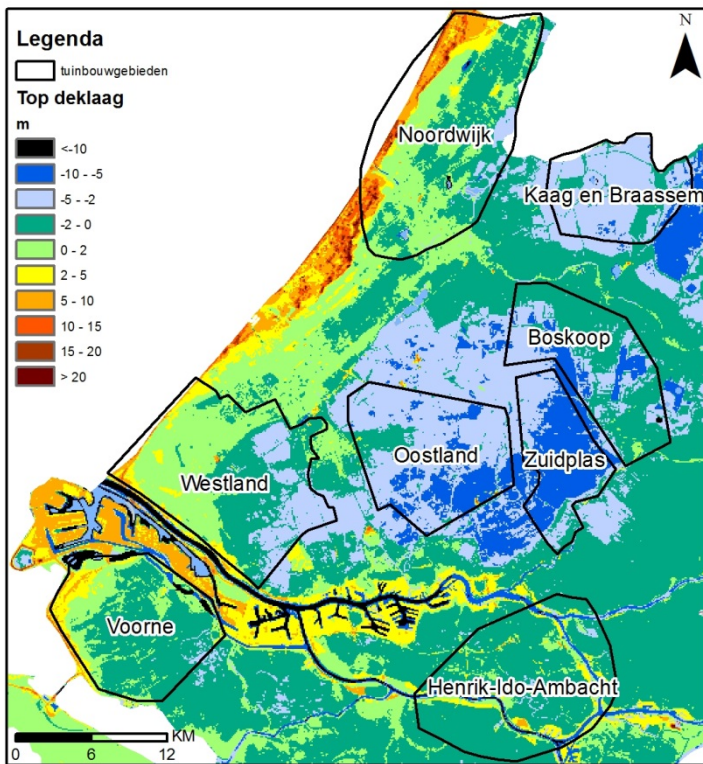 Legenda
tuinbouwgebieden
Top deklaag
m
<-10
-10 - -5
-5 - -2
-2 - 0
0 - 2
2 - 5
5 - 10
10 - 15
15 - 20
> 20
N
Noordwijk
Kaag en Braassem
Boskoop
Oostland
Zuidplas
Westland
Voorne
Henrik-Ido-Ambacht
KM
0 6 12